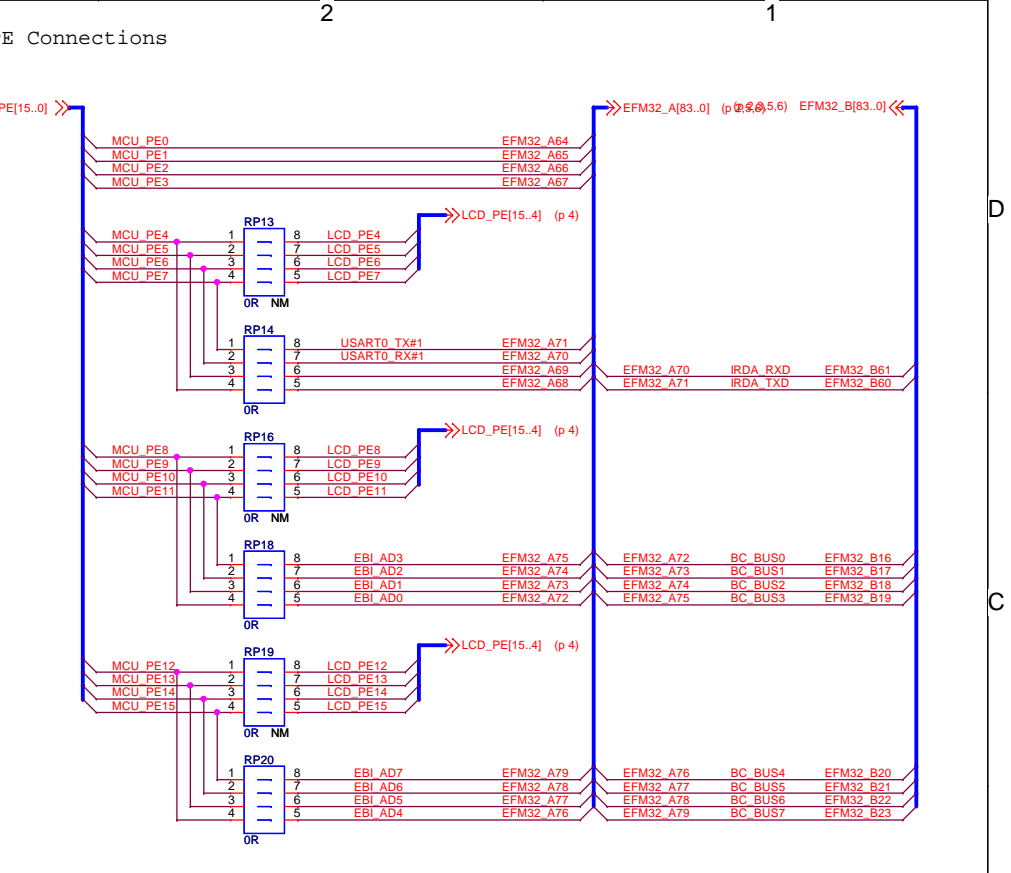 2 1
E Connections
PE[15..0] EFM32_A[83..0] (p 2,5,6) EFM32_B[83..0]
MCU_PE0 EFM32_A64
MCU_PE1 EFM32_A65
MCU_PE2 EFM32_A66
MCU_PE3 EFM32_A67
D
LCD_PE[15..4] (p 4)
RP13
MCU_PE4 1 8 LCD_PE4
MCU_PE5 2 7 LCD_PE5
MCU_PE6 3 6 LCD_PE6
MCU_PE7 4 5 LCD_PE7
0R NM
RP14
1 8 USART0_TX#1 EFM32_A71
2 7 USART0_RX#1 EFM32_A70
3 6 EFM32_A69 EFM32_A70 IRDA_RXD EFM32_B61
4 5 EFM32_A68 EFM32_A71 IRDA_TXD EFM32_B60
0R
LCD_PE[15..4] (p 4)
RP16
MCU_PE8 1 8 LCD_PE8
MCU_PE9 2 7 LCD_PE9
MCU_PE10 3 6 LCD_PE10
MCU_PE11 4 5 LCD_PE11
0R NM
RP18
1 8 EBI_AD3 EFM32_A75 EFM32_A72 BC_BUS0 EFM32_B16
2 7 EBI_AD2 EFM32_A74 EFM32_A73 BC_BUS1 EFM32_B17
3 6 EBI_AD1 EFM32_A73 EFM32_A74 BC_BUS2 EFM32_B18
4 5 EBI_AD0 EFM32_A72 EFM32_A75 BC_BUS3 EFM32_B19
C
0R
LCD_PE[15..4] (p 4)
RP19
MCU_PE12 1 8 LCD_PE12
MCU_PE13 2 7 LCD_PE13
MCU_PE14 3 6 LCD_PE14
MCU_PE15 4 5 LCD_PE15
0R NM
RP20
1 8 EBI_AD7 EFM32_A79 EFM32_A76 BC_BUS4 EFM32_B20
2 7 EBI_AD6 EFM32_A78 EFM32_A77 BC_BUS5 EFM32_B21
3 6 EBI_AD5 EFM32_A77 EFM32_A78 BC_BUS6 EFM32_B22
4 5 EBI_AD4 EFM32_A76 EFM32_A79 BC_BUS7 EFM32_B23
0R